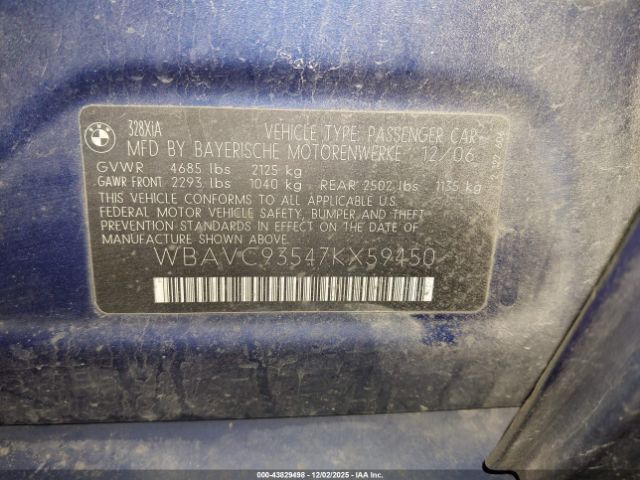 BMW
328XiA
VEHICLE TYPE: PASSENGER CAR
MFD BY BAYERISCHE MOTORENWERKE 12/06
GVWR 4685 lbs 2125 kg
GAWR FRONT 2293 lbs 1040 kg REAR 2502 lbs 1135 kg
THIS VEHICLE CONFORMS TO ALL APPLICABLE U.S.
FEDERAL MOTOR VEHICLE SAFETY, BUMPER, AND THEFT
PREVENTION STANDARDS IN EFFECT ON THE DATE OF
MANUFACTURE SHOWN ABOVE.
WBAVC93547KX59450
000-43829498 - 12/02/2025 - IAA - COPART